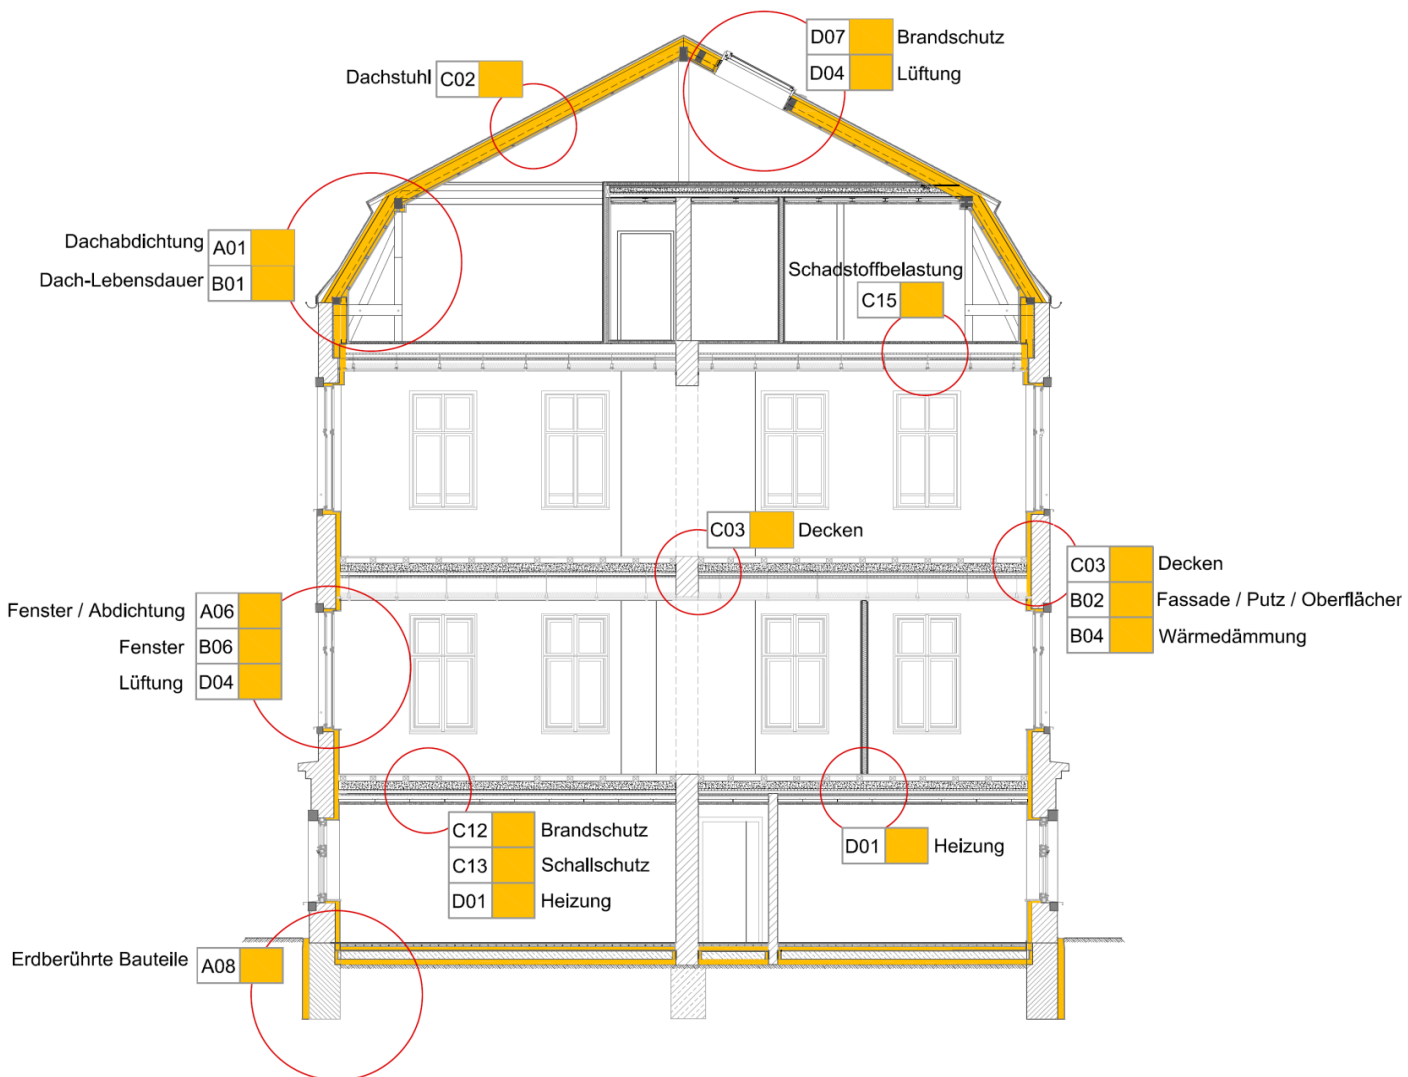 D07 Brandschutz
D04 Lüftung
Dachstuhl C02
Dachabdichtung A01
Dach-Lebensdauer B01
Schadstoffbelastung
C15
C03 Decken
C03 Decken
B02 Fassade / Putz / Oberflächer
B04 Wärmedämmung
Fenster / Abdichtung A06
Fenster B06
Lüftung D04
C12 Brandschutz
C13 Schallschutz
D01 Heizung
D01 Heizung
Erdberührte Bauteile A08